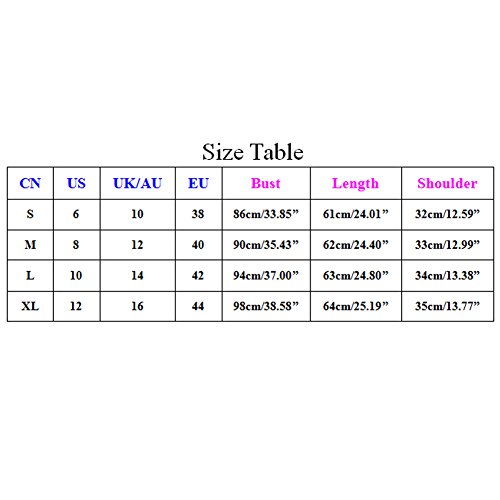 Size Table
CN US UK/AU EU Bust Length Shoulder
S 6 10 38 86cm/33.85” 61cm/24.01” 32cm/12.59”
M 8 12 40 90cm/35.43” 62cm/24.40” 33cm/12.99”
L 10 14 42 94cm/37.00” 63cm/24.80” 34cm/13.38”
XL 12 16 44 98cm/38.58” 64cm/25.19” 35cm/13.77”